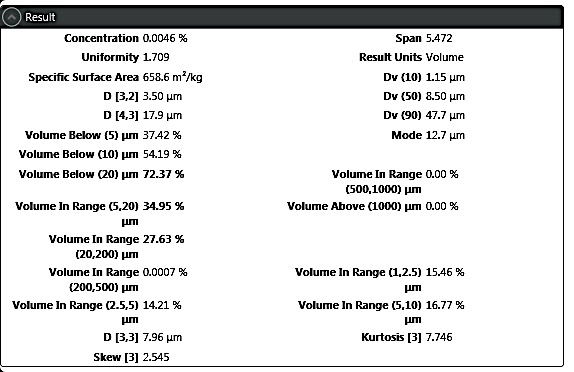 Result
Concentration 0.0046 % Span 5.472
Uniformity 1.709 Result Units Volume
Specific Surface Area 658.6 m²/kg Dv (10) 1.15 µm
D [3,2] 3.50 µm Dv (50) 8.50 µm
D [4,3] 17.9 µm Dv (90) 47.7 µm
Volume Below (5) µm 37.42 % Mode 12.7 µm
Volume Below (10) µm 54.19 %
Volume Below (20) µm 72.37 % Volume In Range 0.00 %
(500,1000) µm
Volume In Range (5,20) 34.95 % Volume Above (1000) µm 0.00 %
µm
Volume In Range 27.63 %
(20,200) µm
Volume In Range 0.0007 % Volume In Range (1,2.5) 15.46 %
(200,500) µm µm
Volume In Range (2.5,5) 14.21 % Volume In Range (5,10) 16.77 %
µm µm
D [3,3] 7.96 µm Kurtosis [3] 7.746
Skew [3] 2.545